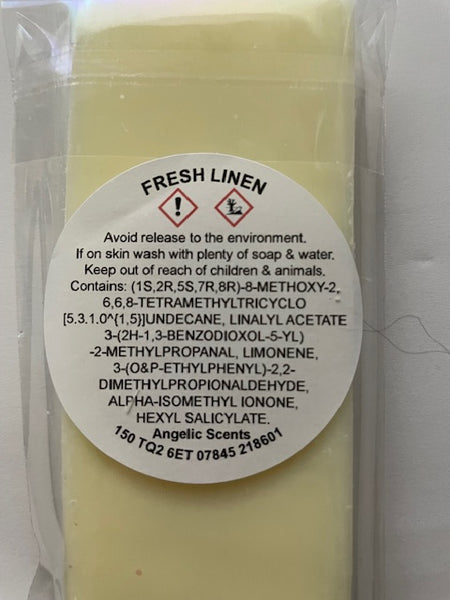 FRESH LINEN
Avoid release to the environment.
If on skin wash with plenty of soap & water.
Keep out of reach of children & animals.
Contains: (1S,2R,5S,7R,8R)-8-METHOXY-2,
6,6,8-TETRAMETHYLTRICYCLO
[5.3.1.0^{1,5}]UNDECANE, LINALYL ACETATE
3-(2H-1,3-BENZODIOXOL-5-YL)
-2-METHYLPROPANAL, LIMONENE,
3-(O&P-ETHYLPHENYL)-2,2-
DIMETHYLPROPIONALDEHYDE,
ALPHA-ISOMETHYL IONONE,
HEXYL SALICYLATE.
Angelic Scents
150 TQ2 6ET 07845 218601